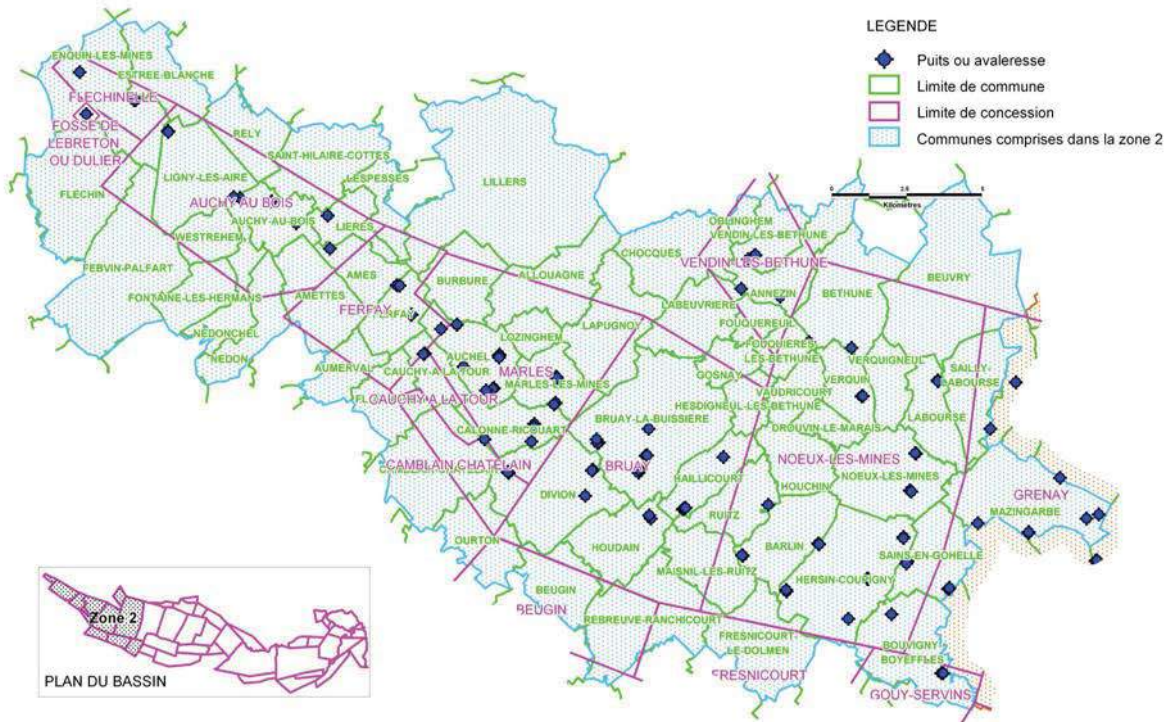 LEGENDE
Puits ou avaleresse
Limite de commune
Limite de concession
Communes comprises dans la zone 2
ENQUIN-LES-MINES
ESTREE-BLANCHE
FLECHINELLE
FOSSE DE
LEBRETON
OU DULIER
RELY
SAINT-HILAIRE-COTTES
LIGNY-LES-AIRE
LESPESSES
LILLERS
FLECHIN
AUCHY AU BOIS
AUCHY-AU-BOIS
LIERES
WESTREHEM
FEBVIN-PALFART
FONTAINE-LES-HERMANS
AMES
AMETTES
NEDONCHEL
NEDON
FERFAY
BURBURE
ALLOUAGNE
CHOCQUES
OBLINGHEM
VENDIN-LES-BETHUNE
VENDIN-LES-BETHUNE
ANNEZIN
BETHUNE
BEUVRY
LABEUVRIERE
LAPUGNOY
LOZINGHEM
FOUQUEREUIL
FOUQUIERES
LES-BETHUNE
VERQUIGNEUL
SAILLY-
LABOURSE
AUMERVAL
AUCHEL
MARLES
CAUCHY-A-LA-TOUR
MARLES-LES-MINES
CAUCHY A LA TOUR
GOSNAY
VERQUIN
VAUDRICOURT
HESDIGNEUL-LES-BETHUNE
LABOURSE
BRUAY-LA-BUISSIERE
DROUVIN-LE-MARAIS
CALONNE-RICOUART
CAMBLAIN CHATELAIN
BRUAY
NOEUX-LES-MINES
NOEUX-LES-MINES
HAILLICOURT
HOUCHIN
DIVION
RUITZ
GRENAY
MAZINGARBE
OURTON
HOUDAIN
BARLIN
SAINS-EN-GOHELLE
MAISNIL-LES-RUITZ
HERSIN-COUPIGNY
BEUGIN
BEUGIN
REBREUVE-RANCHICOURT
FRESNICOURT-
LE-DOLMEN
FRESNICOURT
BOUVIGNY
BOYEFFLES
GOUY-SERVINS
0 2.5 5
Kilomètres
Zone 2
PLAN DU BASSIN